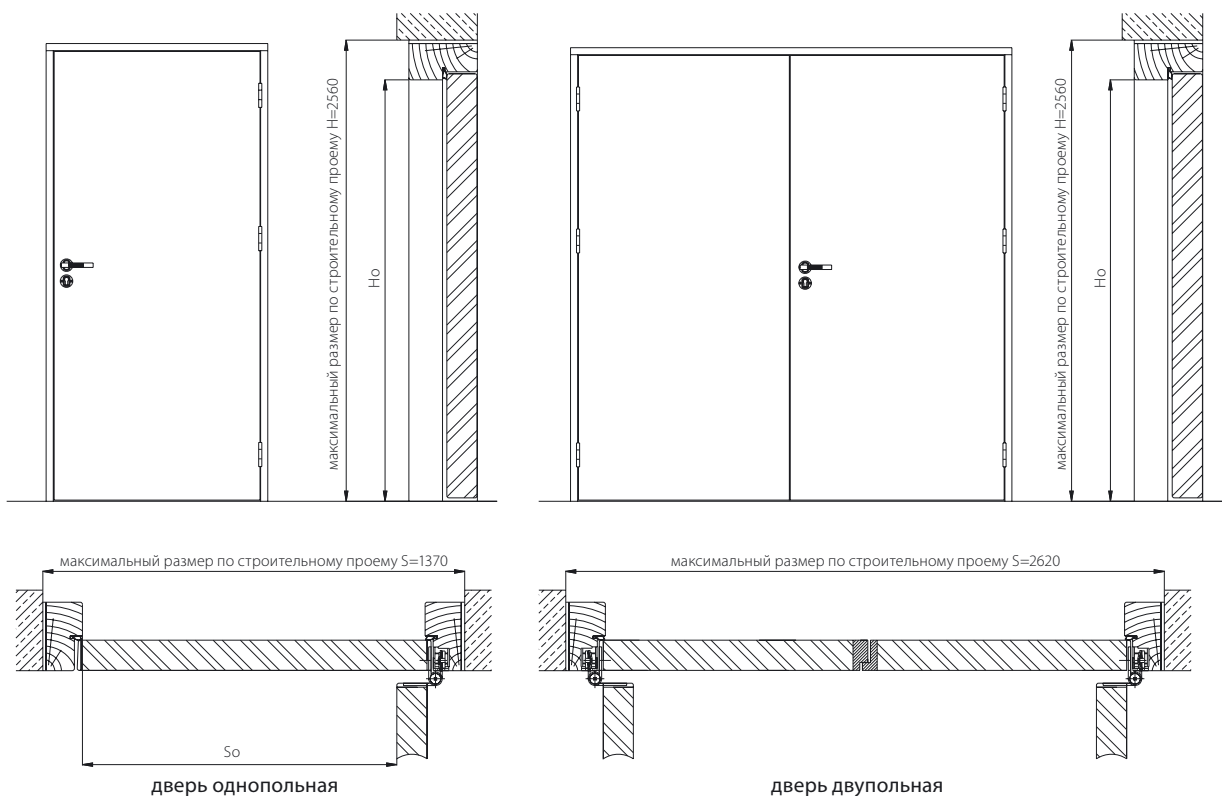 максимальный размер по строительному проему H=2560
Ho
максимальный размер по строительному проему H=2560
Ho
максимальный размер по строительному проему S=1370
максимальный размер по строительному проему S=2620
So
дверь однопольная
дверь двупольная